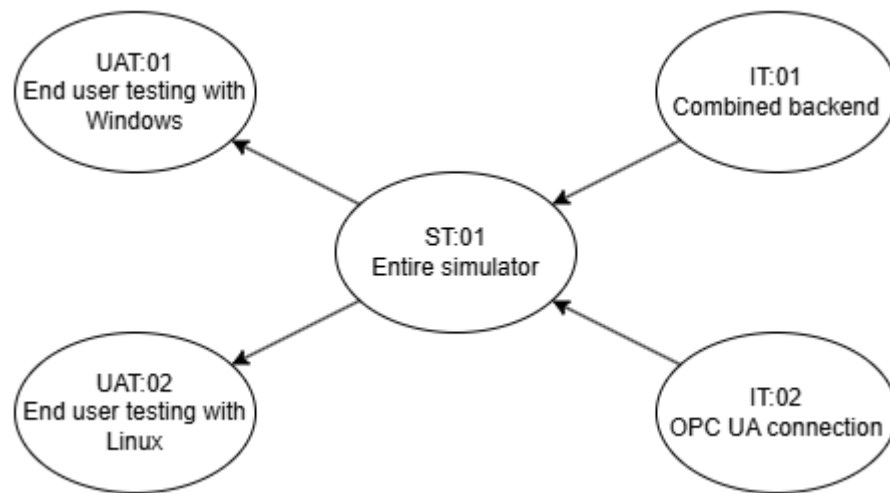 UAT:01
End user testing with
Windows
IT:01
Combined backend
ST:01
Entire simulator
UAT:02
End user testing with
Linux
IT:02
OPC UA connection